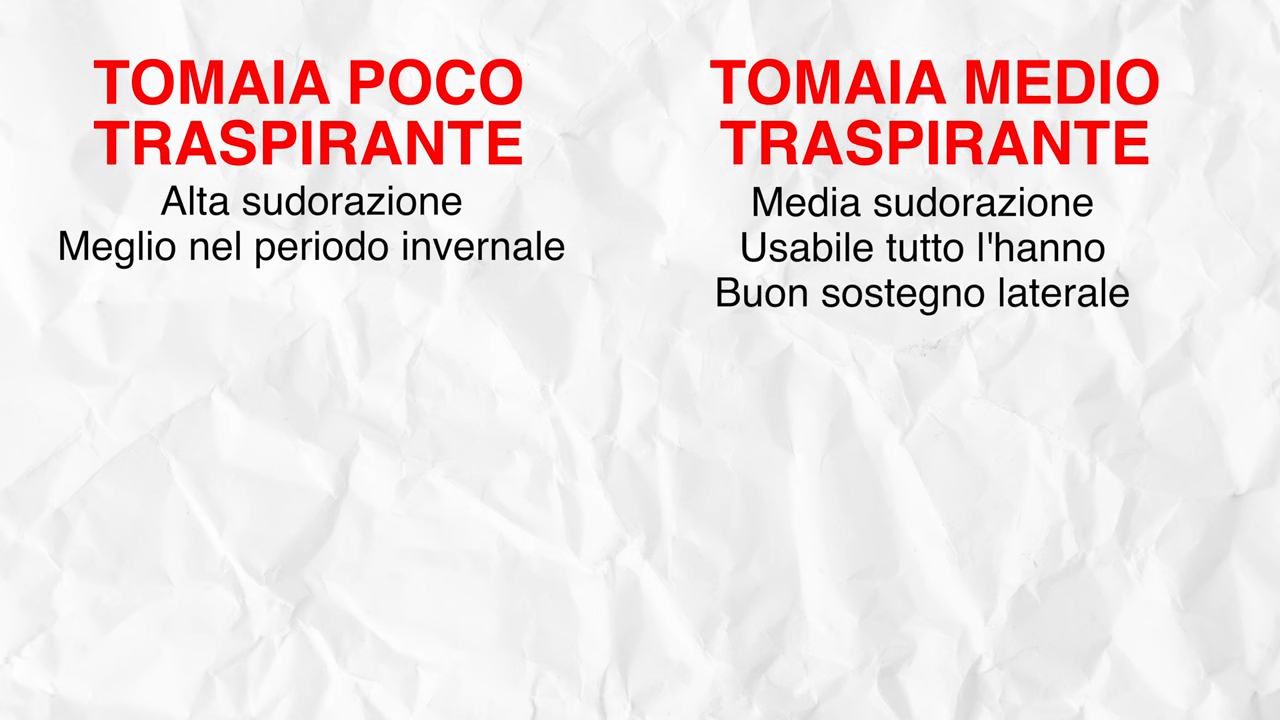 TOMAIA POCO
TRASPIRANTE
Alta sudorazione
Meglio nel periodo invernale
TOMAIA MEDIO
TRASPIRANTE
Media sudorazione
Usabile tutto l'hanno
Buon sostegno laterale